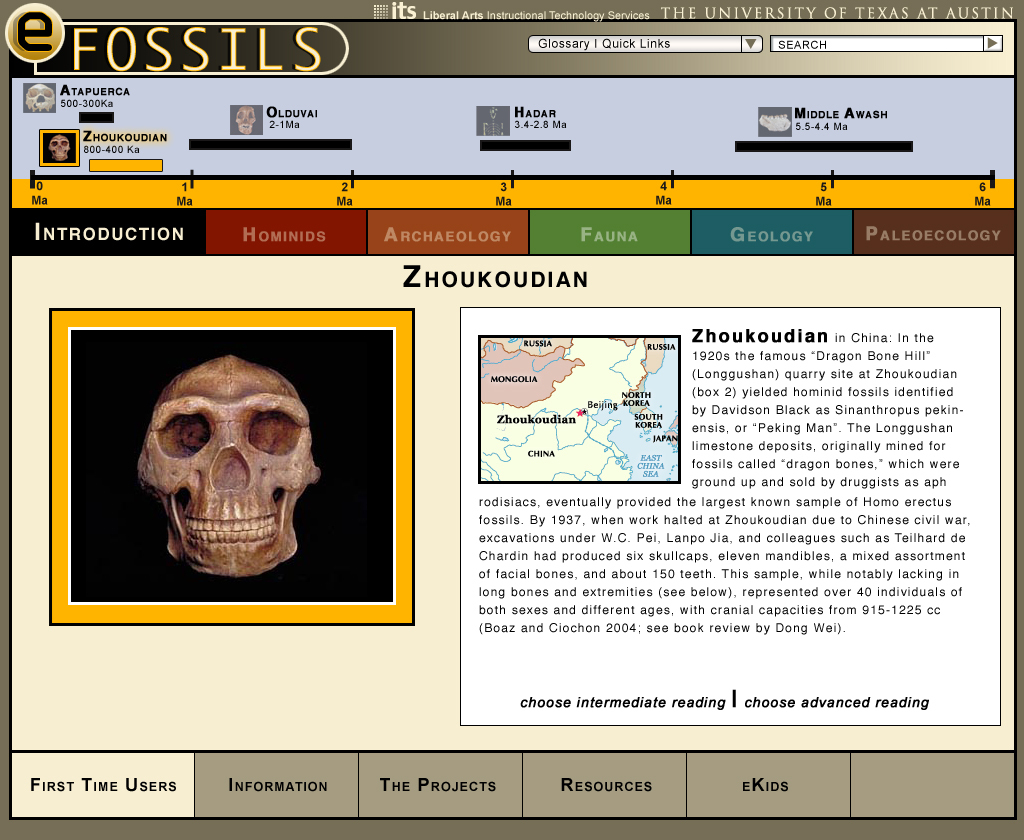 its Liberal Arts Instructional Technology Services THE UNIVERSITY OF TEXAS AT AUSTIN
e FOSSILS
Glossary I Quick Links
SEARCH
ATAPUERCA
500-300Ka
ZHOUKOUDIAN
800-400 Ka
OLDUVAI
2-1Ma
HADAR
3.4-2.8 Ma
MIDDLE AWASH
5.5-4.4 Ma
0 1 2 3 4 5 6
Ma Ma Ma Ma Ma Ma Ma
INTRODUCTION HOMINIDS ARCHAEOLOGY FAUNA GEOLOGY PALEOECOLOGY
ZHOUKOUDIAN
RUSSIA
RUSSIA
MONGOLIA
NORTH
KOREA
Beijing
Zhoukoudian
SOUTH
KOREA
JAPAN
CHINA
EAST
CHINA
SEA
Zhoukoudian in China: In the
1920s the famous “Dragon Bone Hill”
(Longgushan) quarry site at Zhoukoudian
(box 2) yielded hominid fossils identified
by Davidson Black as Sinanthropus pekin-
ensis, or “Peking Man”. The Longgushan
limestone deposits, originally mined for
fossils called “dragon bones,” which were
ground up and sold by druggists as aph
rodisiacs, eventually provided the largest known sample of Homo erectus
fossils. By 1937, when work halted at Zhoukoudian due to Chinese civil war,
excavations under W.C. Pei, Lanpo Jia, and colleagues such as Teilhard de
Chardin had produced six skullcaps, eleven mandibles, a mixed assortment
of facial bones, and about 150 teeth. This sample, while notably lacking in
long bones and extremities (see below), represented over 40 individuals of
both sexes and different ages, with cranial capacities from 915-1225 cc
(Boaz and Ciochon 2004; see book review by Dong Wei).
choose intermediate reading | choose advanced reading
FIRST TIME USERS INFORMATION THE PROJECTS RESOURCES eKIDS